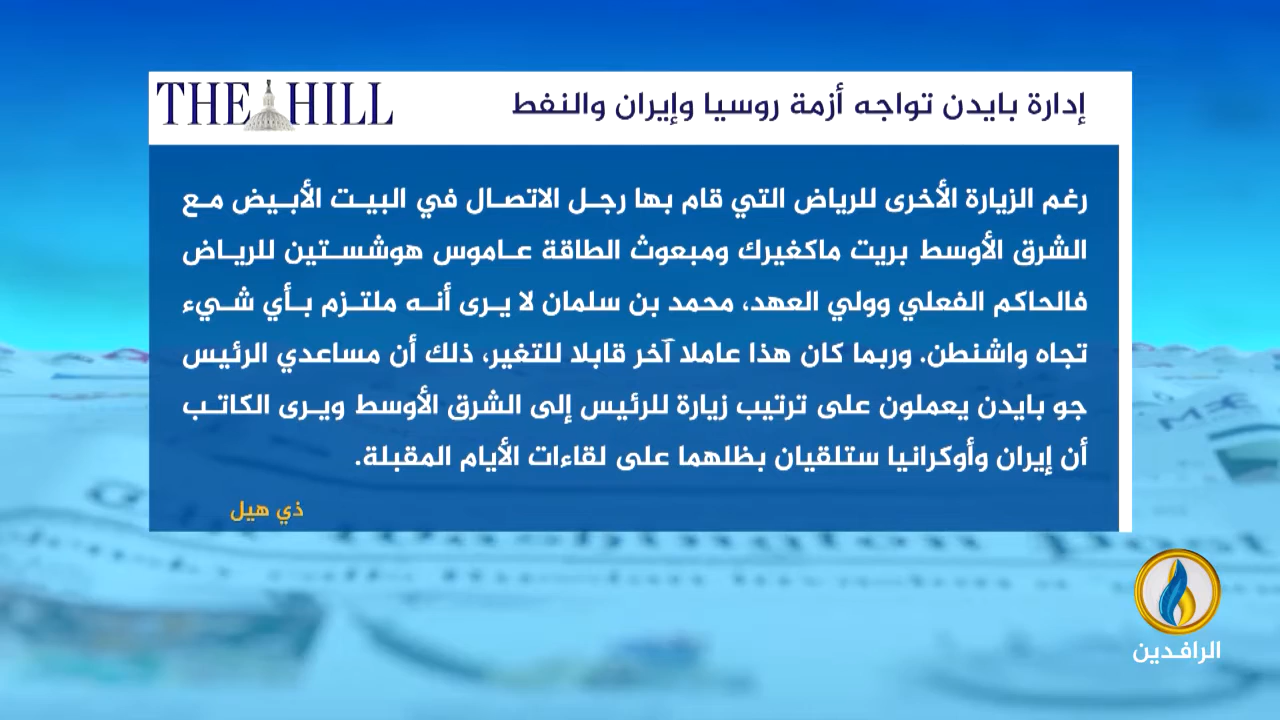 THE HILL
إدارة بايدن تواجه أزمة روسيا وإيران والنفط
رغم الزيارة الأخرى للرياض التي قام بها رجل الاتصال في البيت الأبيض مع
الشرق الأوسط بريت ماكغيرك ومبعوث الطاقة عاموس هوشستين للرياض
فالحاكم الفعلي وولي العهد، محمد بن سلمان لا يرى أنه ملتزم بأي شيء
تجاه واشنطن. وربما كان هذا عاملا آخر قابلا للتغير، ذلك أن مساعدي الرئيس
جو بايدن يعملون على ترتيب زيارة للرئيس إلى الشرق الأوسط ويرى الكاتب
أن إيران وأوكرانيا ستلقيان بظلهما على لقاءات الأيام المقبلة.
ذي هيل
الرافدين